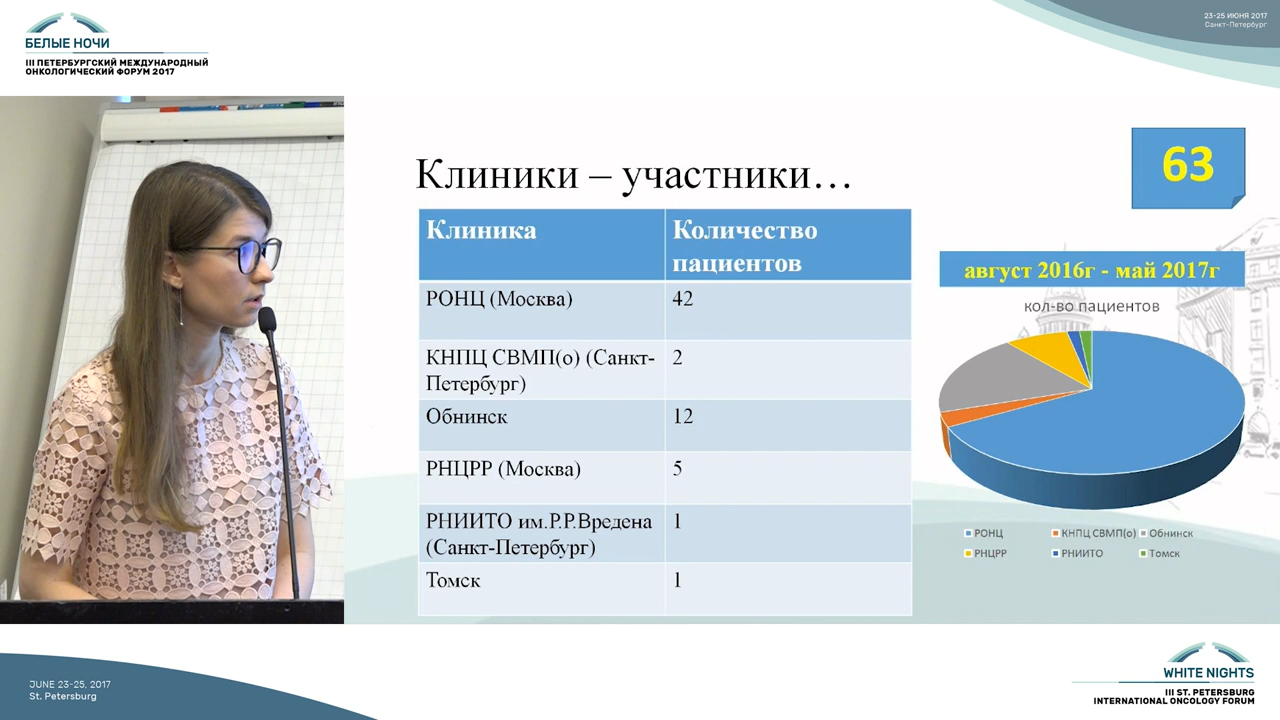 БЕЛЫЕ НОЧИ
III ПЕТЕРБУРГСКИЙ МЕЖДУНАРОДНЫЙ
ОНКОЛОГИЧЕСКИЙ ФОРУМ 2017
23-25 ИЮНЯ 2017
Санкт-Петербург
Клиники – участники…
63
Клиника
Количество
пациентов
РОНЦ (Москва)
42
КНПЦ СВМП(о) (Санкт-
Петербург)
2
Обнинск
12
РНЦРР (Москва)
5
РНИИТО им.Р.Р.Вредена
(Санкт-Петербург)
1
Томск
1
август 2016г - май 2017г
кол-во пациентов
РОНЦ
КНПЦ СВМП(о)
Обнинск
РНЦРР
РНИИТО
Томск
JUNE 23-25, 2017
St. Petersburg
WHITE NIGHTS
III ST. PETERSBURG
INTERNATIONAL ONCOLOGY FORUM